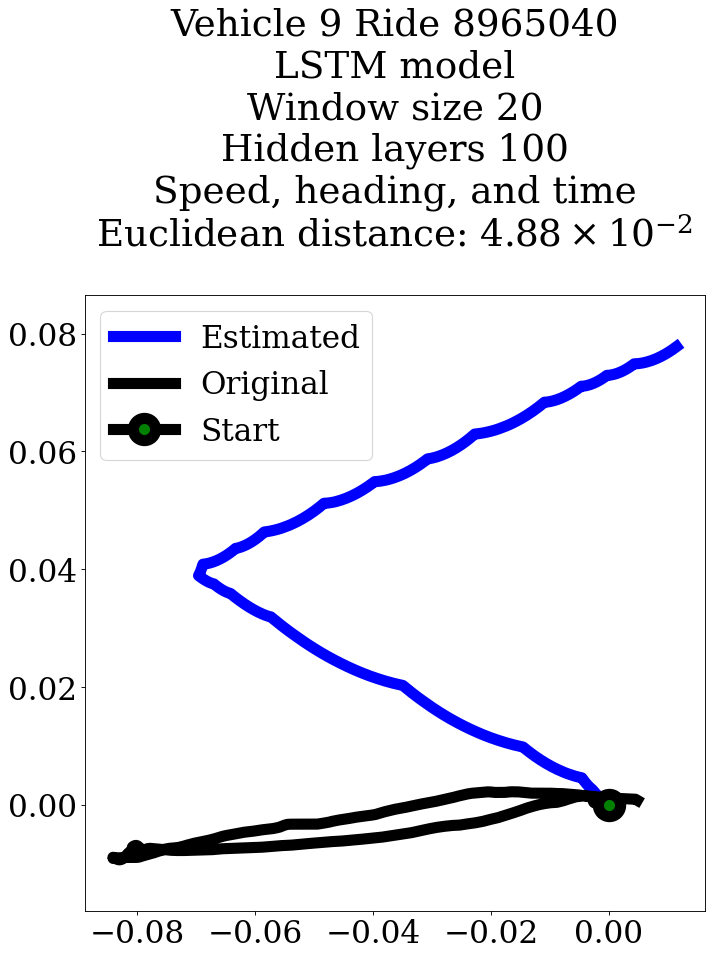 Vehicle 9 Ride 8965040
LSTM model
Window size 20
Hidden layers 100
Speed, heading, and time
Euclidean distance: 4.88 × 10⁻²
Estimated
Original
Start
0.08
0.06
0.04
0.02
0.00
−0.08 −0.06 −0.04 −0.02 0.00